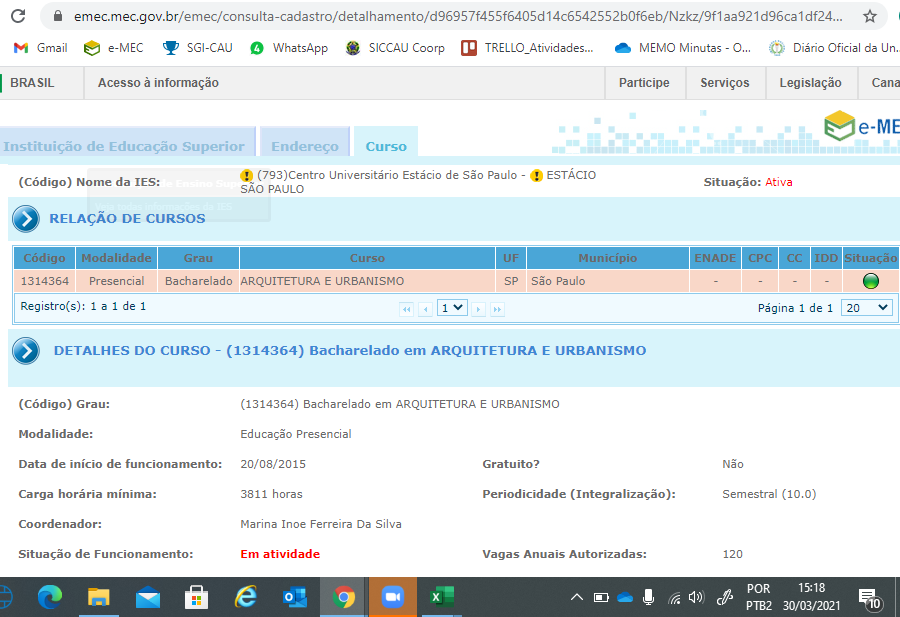 emec.mec.gov.br/emec/consulta-cadastro/detalhamento/d96957f455f6405d14c6542552b0f6eb/Nzkz/9f1aa921d96ca1df24...
Gmail e-MEC SGI-CAU 4 WhatsApp SICCAU Coorp TRELLO_Atividades... MEMO Minutas - O... Diário Oficial da Un...
BRASIL Acesso à informação Participe Serviços Legislação Cana
e-ME
Instituição de Educação Superior Endereço Curso
(Código) Nome da IES: (793)Centro Universitário Estácio de São Paulo - ESTÁCIO Situação: Ativa
SÃO PAULO
RELAÇÃO DE CURSOS
Código Modalidade Grau Curso UF Município ENADE CPC CC IDD Situação
1314364 Presencial Bacharelado ARQUITETURA E URBANISMO SP São Paulo - - - -
Registro(s): 1 a 1 de 1 1 Página 1 de 1 20
DETALHES DO CURSO - (1314364) Bacharelado em ARQUITETURA E URBANISMO
(Código) Grau: (1314364) Bacharelado em ARQUITETURA E URBANISMO
Modalidade: Educação Presencial
Data de início de funcionamento: 20/08/2015 Gratuito? Não
Carga horária mínima: 3811 horas Periodicidade (Integralização): Semestral (10.0)
Coordenador: Marina Inoe Ferreira Da Silva
Situação de Funcionamento: Em atividade Vagas Anuais Autorizadas: 120
POR 15:18
PTB2 30/03/2021 10